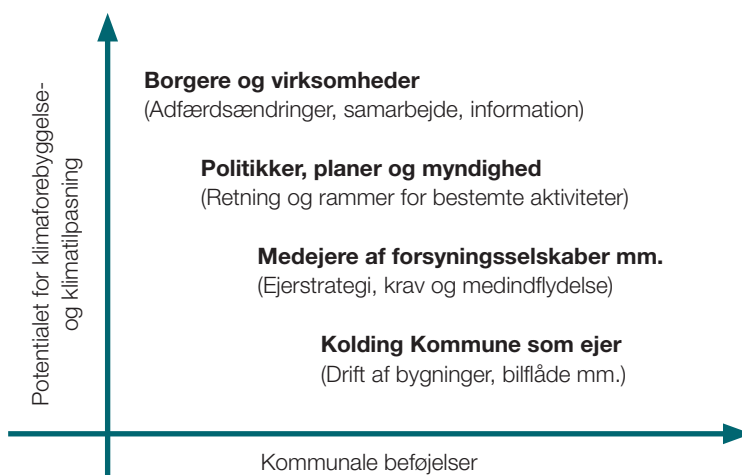 Potentialet for klimaforebyggelse-
og klimatilpasning
Borgere og virksomheder
(Adfærdsændringer, samarbejde, information)
Politikker, planer og myndighed
(Retning og rammer for bestemte aktiviteter)
Medejere af forsyningsselskaber mm.
(Ejerstrategi, krav og medindflydelse)
Kolding Kommune som ejer
(Drift af bygninger, bilflåde mm.)
Kommunale beføjelser